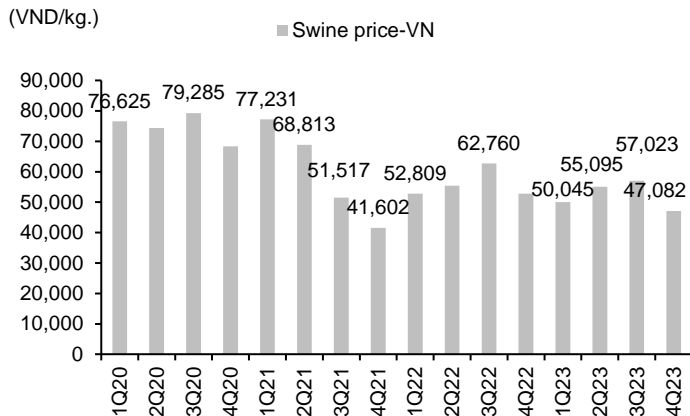 (VND/kg.)
Swine price-VN
90,000
80,000
70,000
60,000
50,000
40,000
30,000
20,000
10,000
0
76,625
79,285
77,231
68,813
51,517
41,602
52,809
62,760
50,045
55,095
57,023
47,082
1Q20
2Q20
3Q20
4Q20
1Q21
2Q21
3Q21
4Q21
1Q22
2Q22
3Q22
4Q22
1Q23
2Q23
3Q23
4Q23